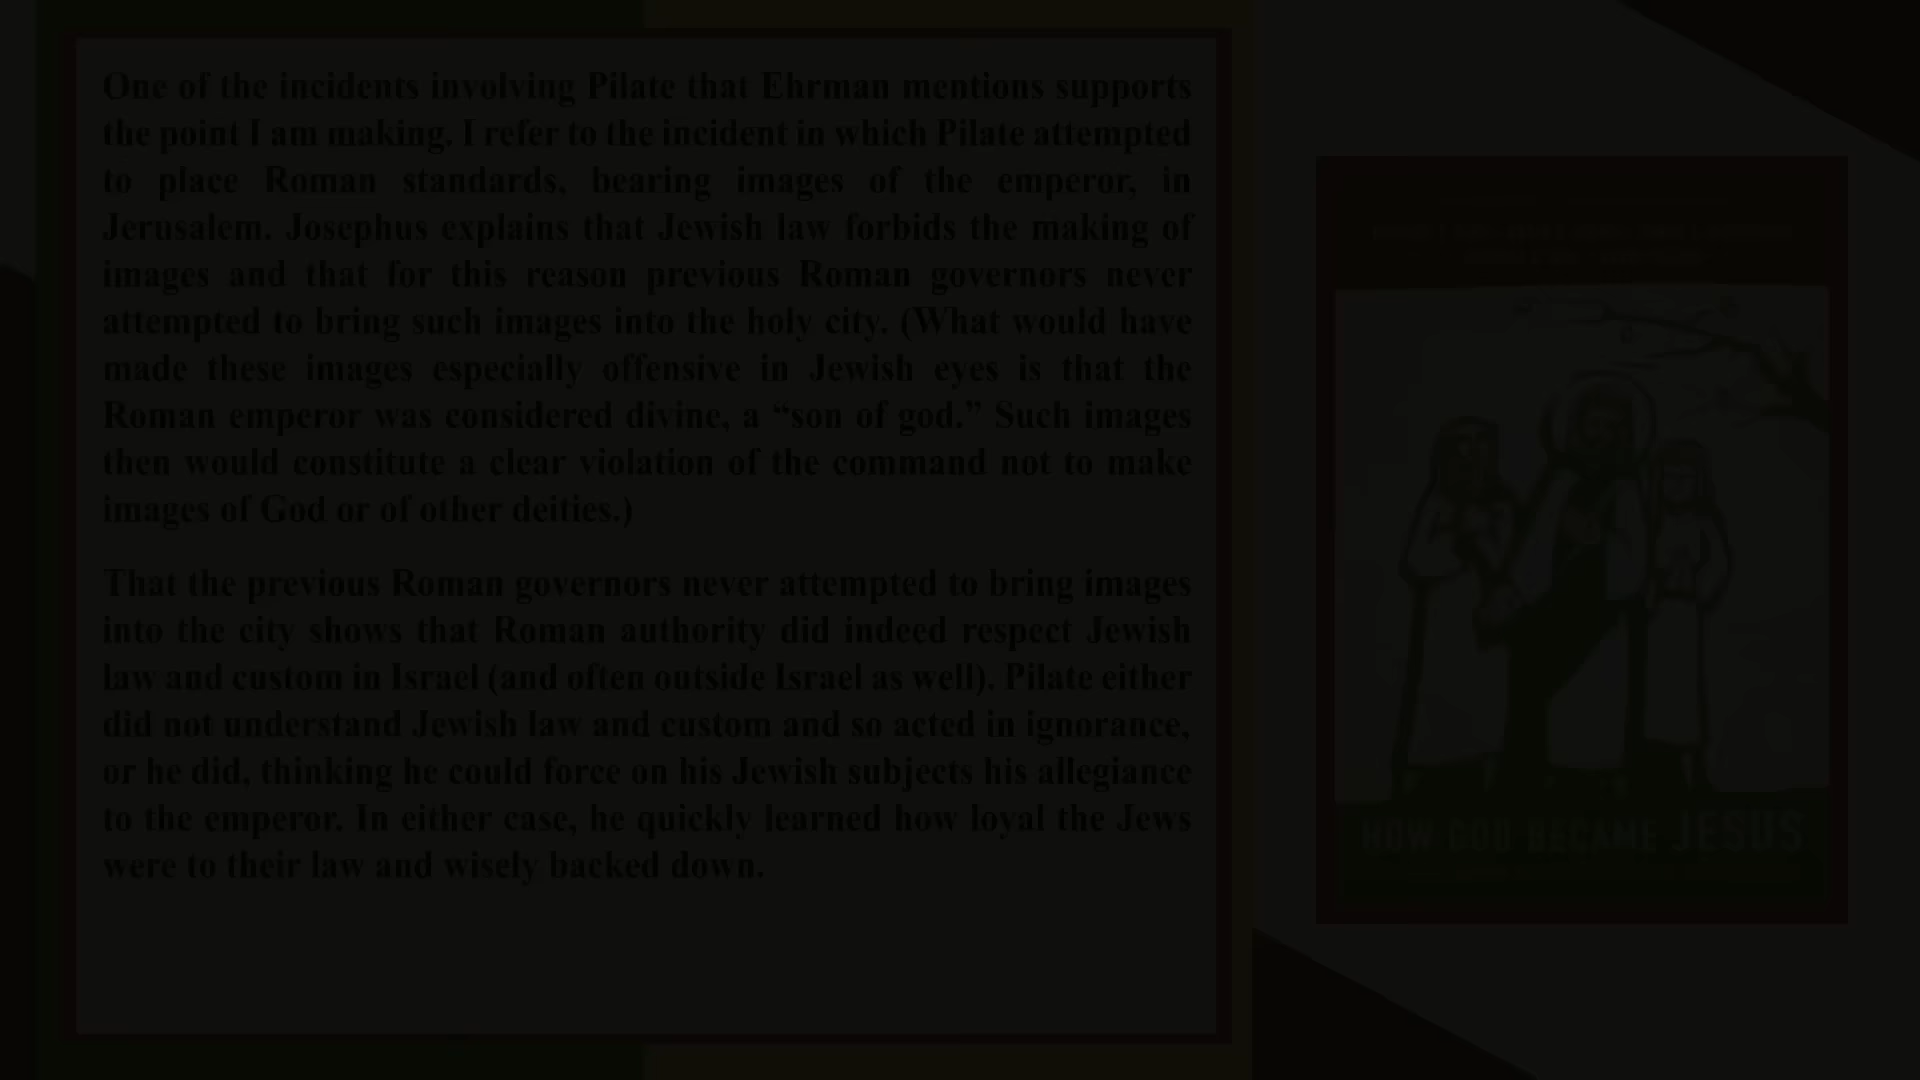 One of the incidents involving Pilate that Ehrman mentions supports
the point I am making. I refer to the incident in which Pilate attempted
to place Roman standards, bearing images of the emperor, in
Jerusalem. Josephus explains that Jewish law forbids the making of
images and that for this reason previous Roman governors never
attempted to bring such images into the holy city. (What would have
made these images especially offensive in Jewish eyes is that the
Roman emperor was considered divine, a “son of god.” Such images
then would constitute a clear violation of the command not to make
images of God or of other deities.)
That the previous Roman governors never attempted to bring images
into the city shows that Roman authority did indeed respect Jewish
law and custom in Israel (and often outside Israel as well). Pilate either
did not understand Jewish law and custom and so acted in ignorance,
or he did, thinking he could force on his Jewish subjects his allegiance
to the emperor. In either case, he quickly learned how loyal the Jews
were to their law and wisely backed down.
HOW GOD BECAME JESUS